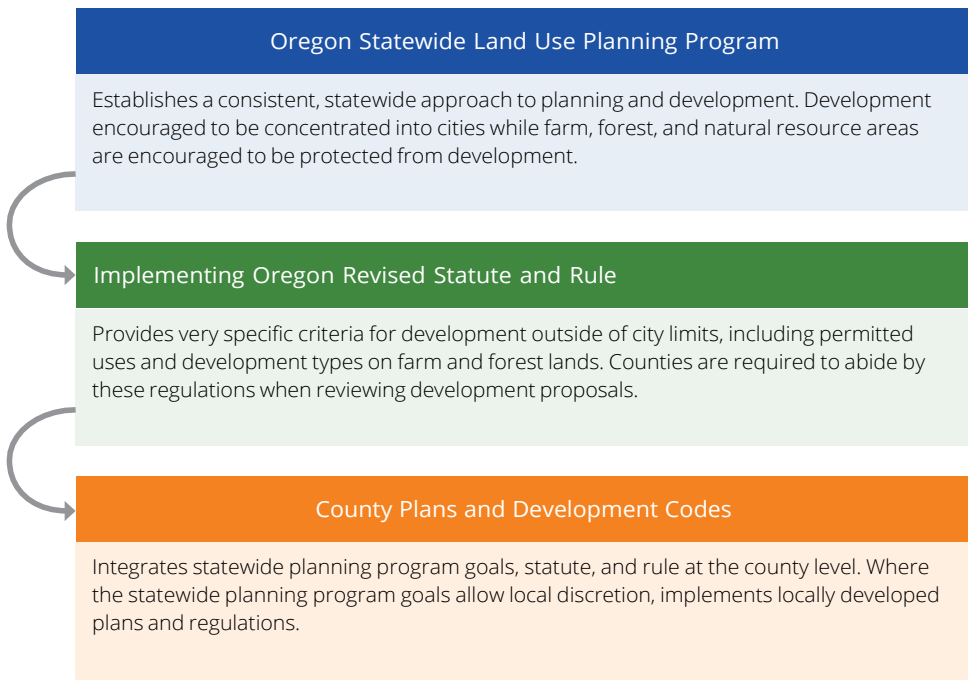 Oregon Statewide Land Use Planning Program
Establishes a consistent, statewide approach to planning and development. Development
encouraged to be concentrated into cities while farm, forest, and natural resource areas
are encouraged to be protected from development.
Implementing Oregon Revised Statute and Rule
Provides very specific criteria for development outside of city limits, including permitted
uses and development types on farm and forest lands. Counties are required to abide by
these regulations when reviewing development proposals.
County Plans and Development Codes
Integrates statewide planning program goals, statute, and rule at the county level. Where
the statewide planning program goals allow local discretion, implements locally developed
plans and regulations.